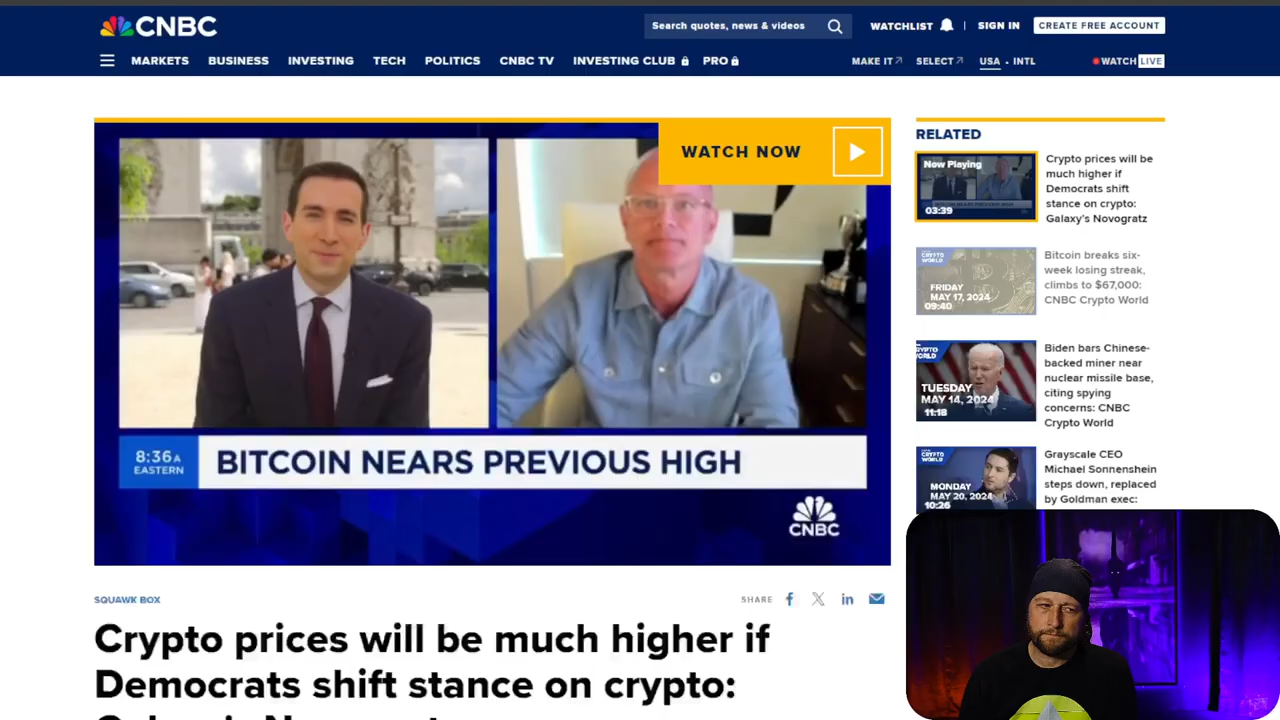 CNBC
Search quotes, news & videos
WATCHLIST
SIGN IN
CREATE FREE ACCOUNT
MARKETS
BUSINESS
INVESTING
TECH
POLITICS
CNBC TV
INVESTING CLUB
PRO
MAKE IT
SELECT
USA • INTL
WATCH LIVE
WATCH NOW
8:36A
EASTERN
BITCOIN NEARS PREVIOUS HIGH
CNBC
RELATED
Now Playing
03:39
Crypto prices will be
much higher if
Democrats shift
stance on crypto:
Galaxy's Novogratz
CRYPTO
WORLD
FRIDAY
MAY 17, 2024
09:40
Bitcoin breaks six-
week losing streak,
climbs to $67,000:
CNBC Crypto World
TUESDAY
MAY 14, 2024
11:18
Biden bars Chinese-
backed miner near
nuclear missile base,
citing spying
concerns: CNBC
Crypto World
CRYPTO
WORLD
MONDAY
MAY 20, 2024
10:26
Grayscale CEO
Michael Sonnenshein
steps down, replaced
by Goldman exec:
SQUAWK BOX
SHARE
Crypto prices will be much higher if
Democrats shift stance on crypto: